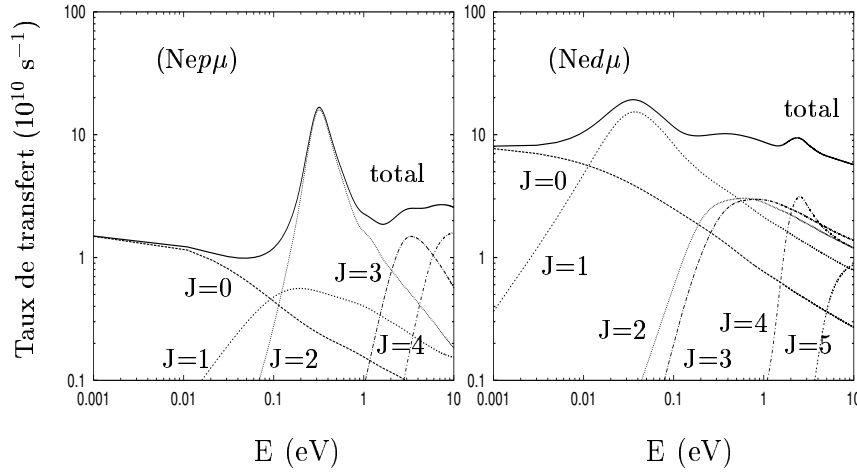 Taux de transfert (10^10 s^−1)
100
10
1
0.1
0.001
0.01
0.1
1
10
E (eV)
(Nepμ)
total
J=0
J=1
J=2
J=3
J=4
100
10
1
0.1
0.001
0.01
0.1
1
10
E (eV)
(Nedμ)
total
J=0
J=1
J=2
J=3
J=4
J=5